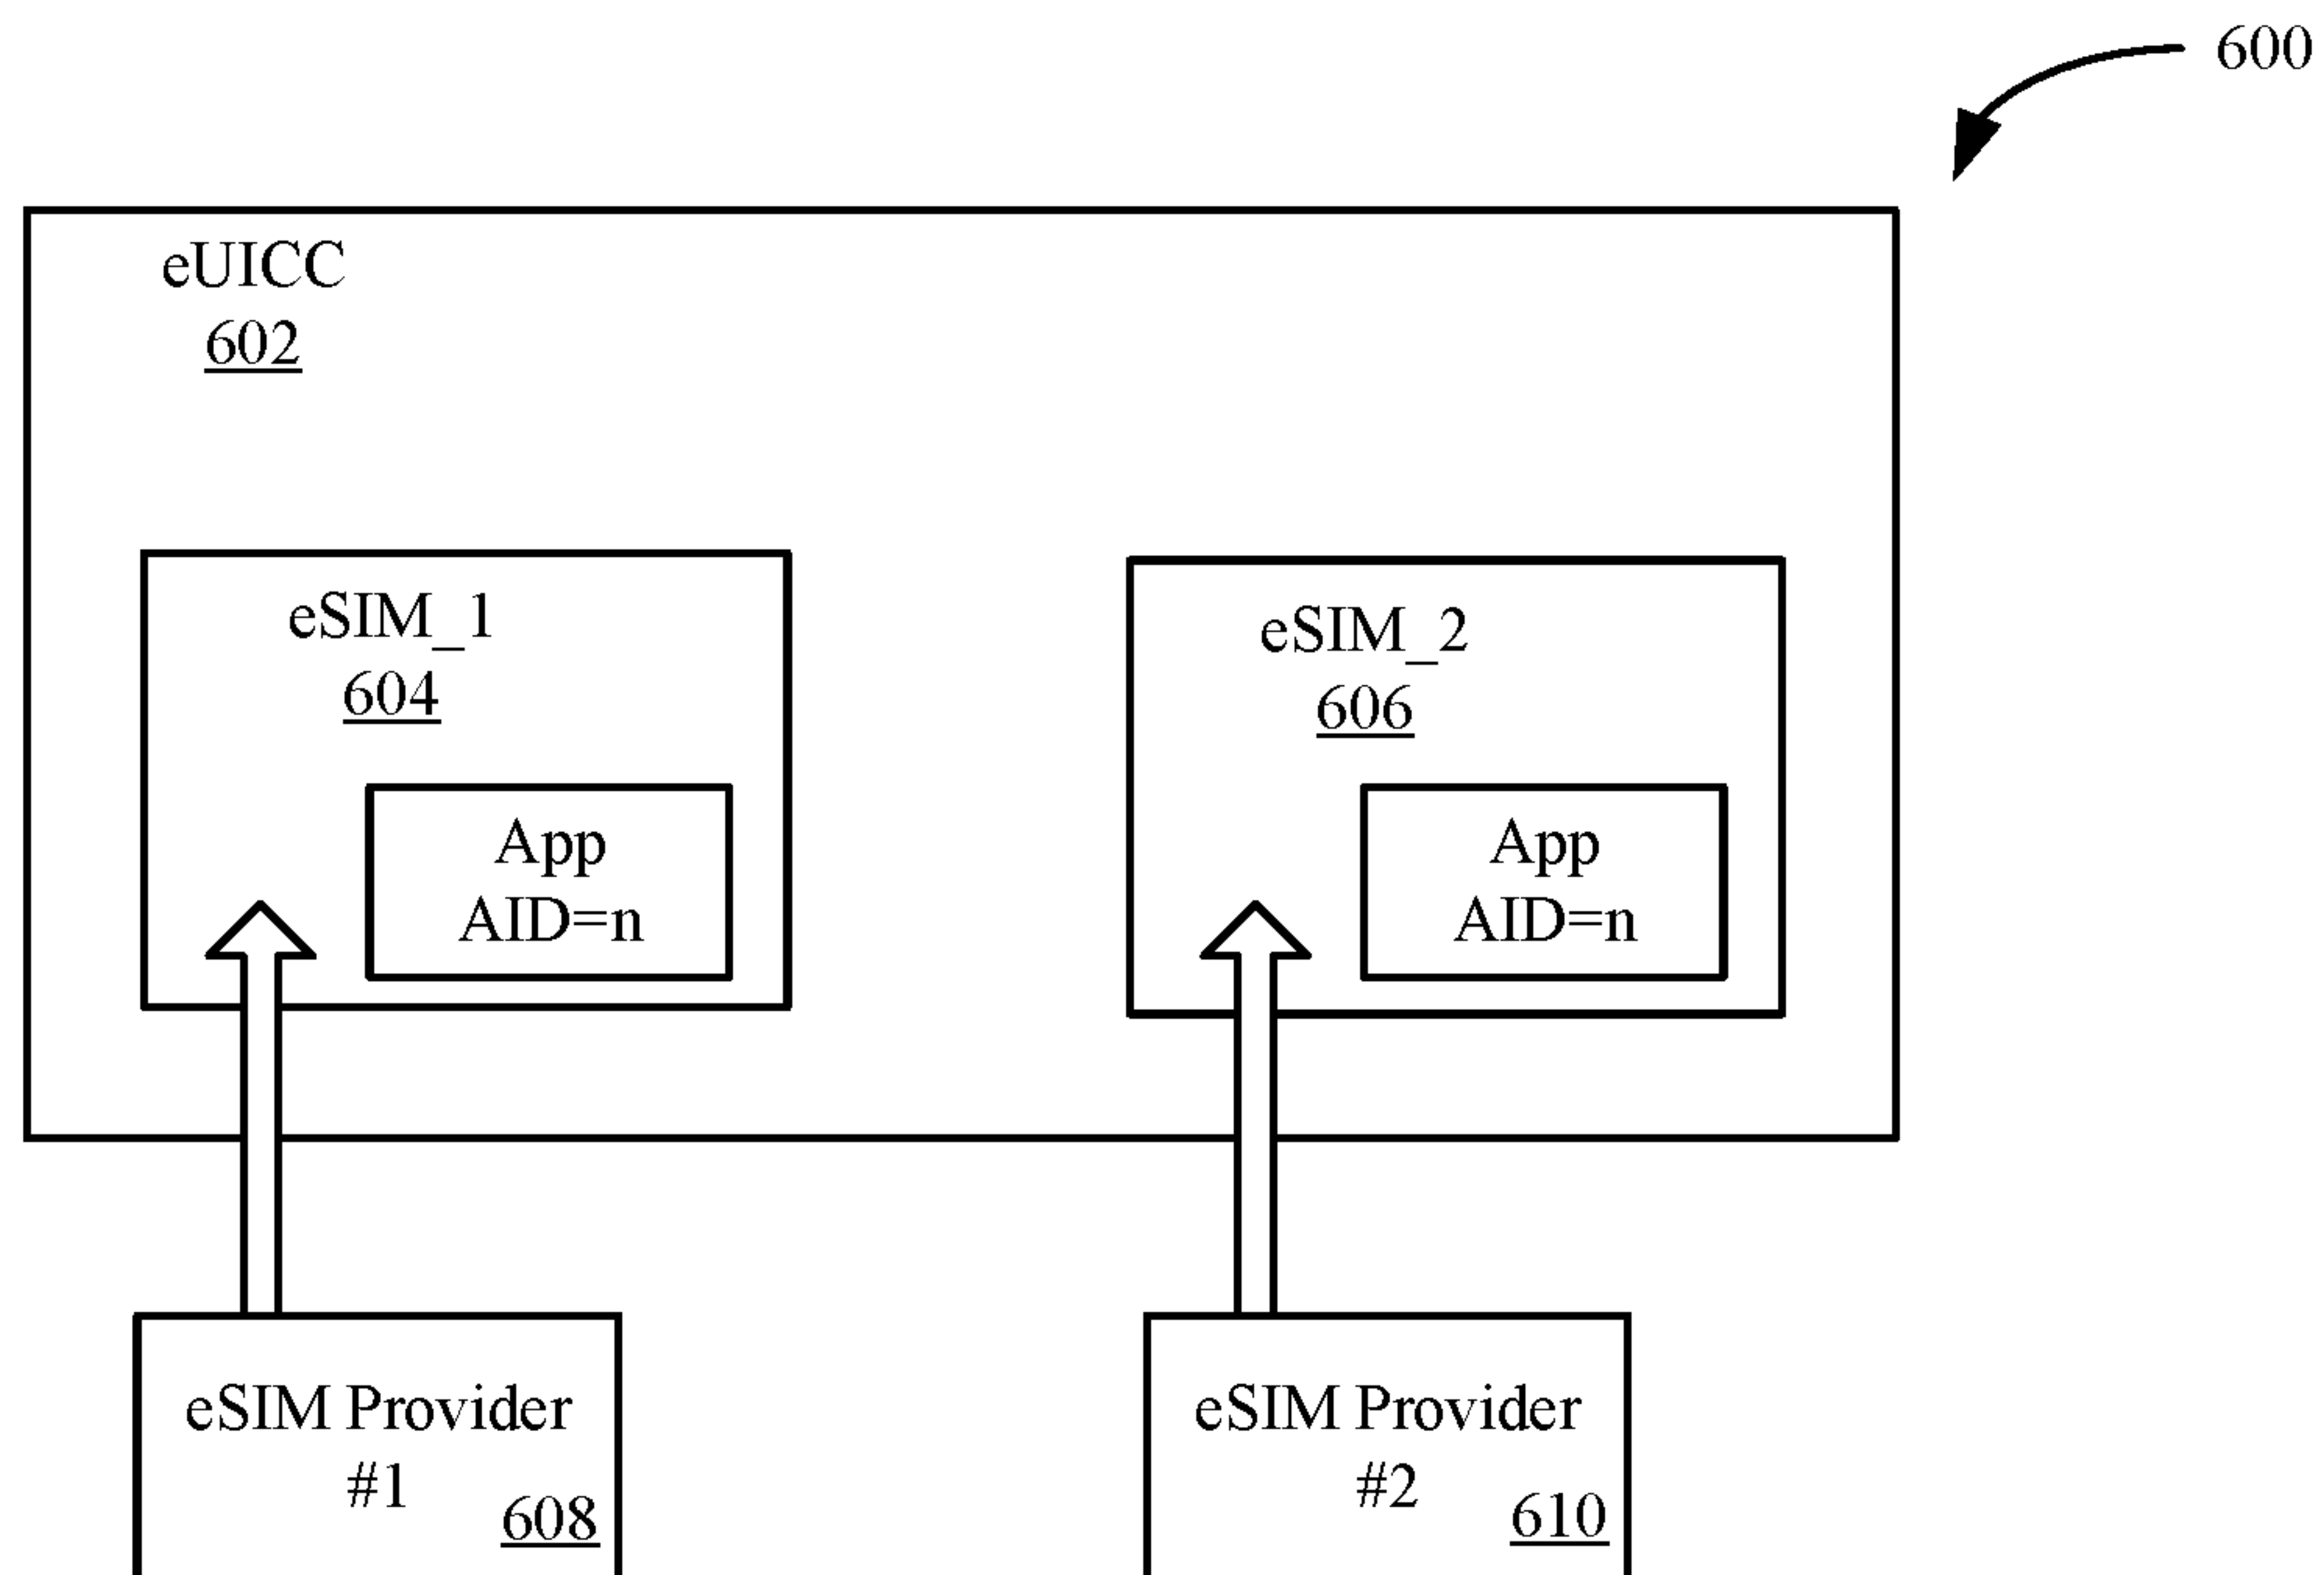 600
eUICC
602
eSIM_1
604
App
AID=n
eSIM_2
606
App
AID=n
eSIM Provider
#1
608
eSIM Provider
#2
610